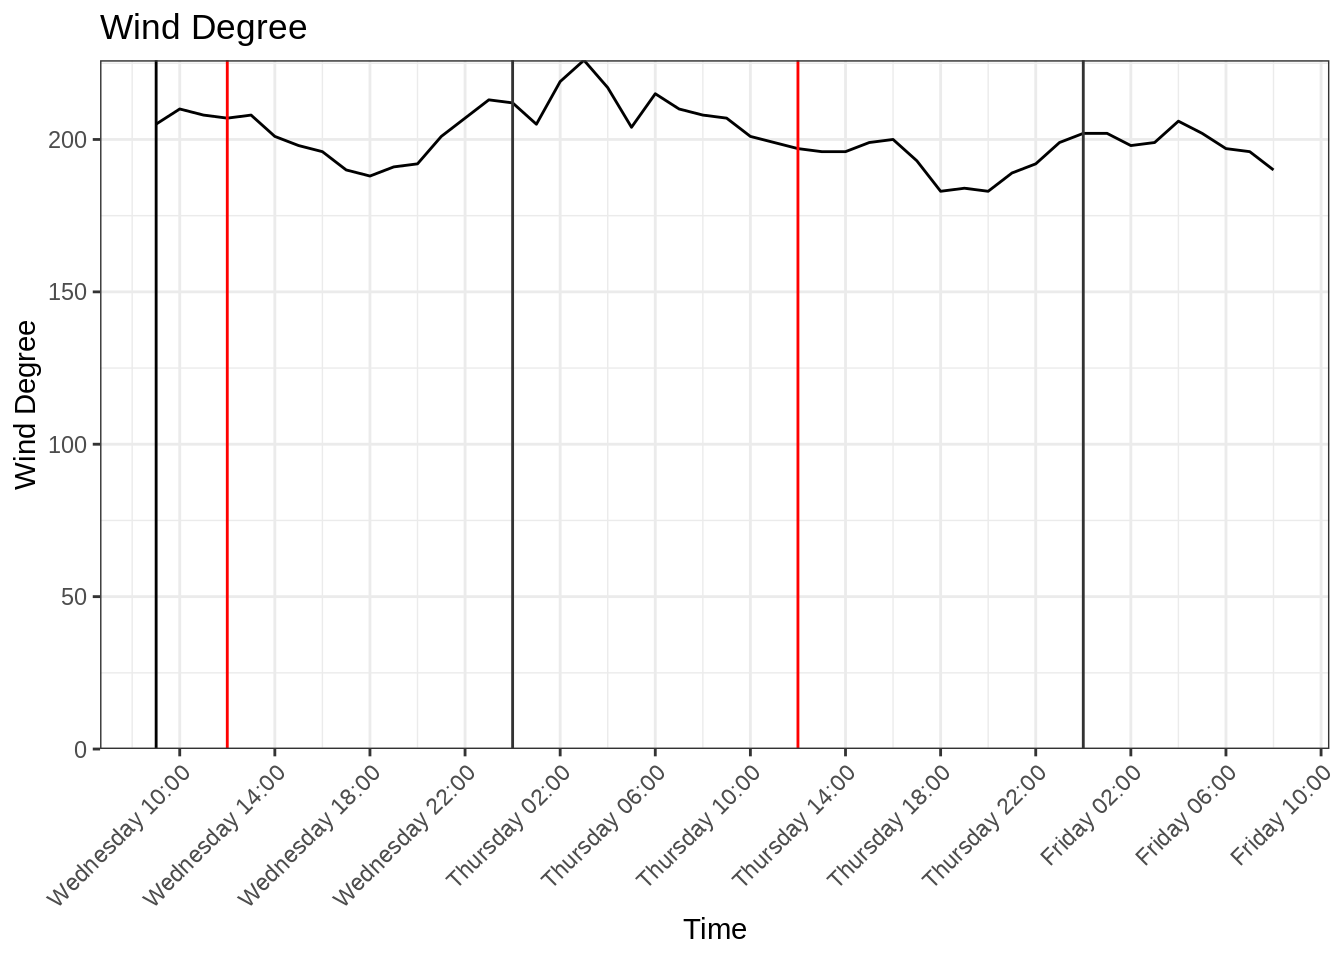 Wind Degree
Wind Degree
200
150
100
50
0
Wednesday 10:00
Wednesday 14:00
Wednesday 18:00
Wednesday 22:00
Thursday 02:00
Thursday 06:00
Thursday 10:00
Thursday 14:00
Thursday 18:00
Thursday 22:00
Friday 02:00
Friday 06:00
Friday 10:00
Time